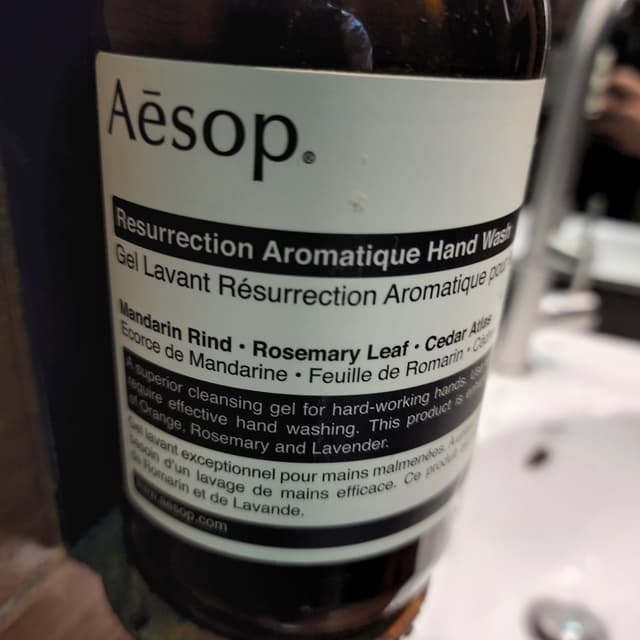 Aēsop.®
Resurrection Aromatique Hand Wash
Gel Lavant Résurrection Aromatique pour
Mandarin Rind • Rosemary Leaf • Cedar Atlas
Écorce de Mandarine • Feuille de Romarin •
A superior cleansing gel for hard-working hands
require effective hand washing. This product is
of Orange, Rosemary and Lavender.
Gel lavant exceptionnel pour mains malmenées.
besoin d'un lavage de mains efficace. Ce
de Romarin et de Lavande.
www.aesop.com